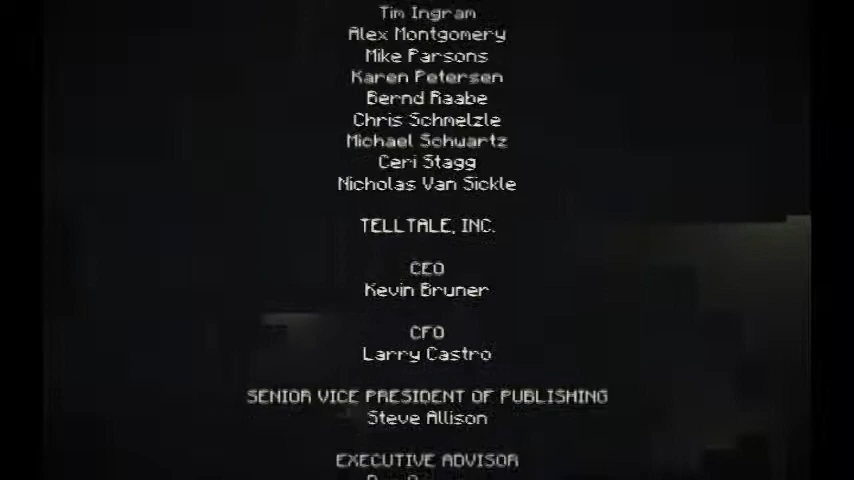 Tim Ingram
Alex Montgomery
Mike Parsons
Karen Petersen
Bernd Raabe
Chris Schmelzle
Michael Schwartz
Ceri Stagg
Nicholas Van Sickle
TELLTALE, INC.
CEO
Kevin Bruner
CFO
Larry Castro
SENIOR VICE PRESIDENT OF PUBLISHING
Steve Allison
EXECUTIVE ADVISOR